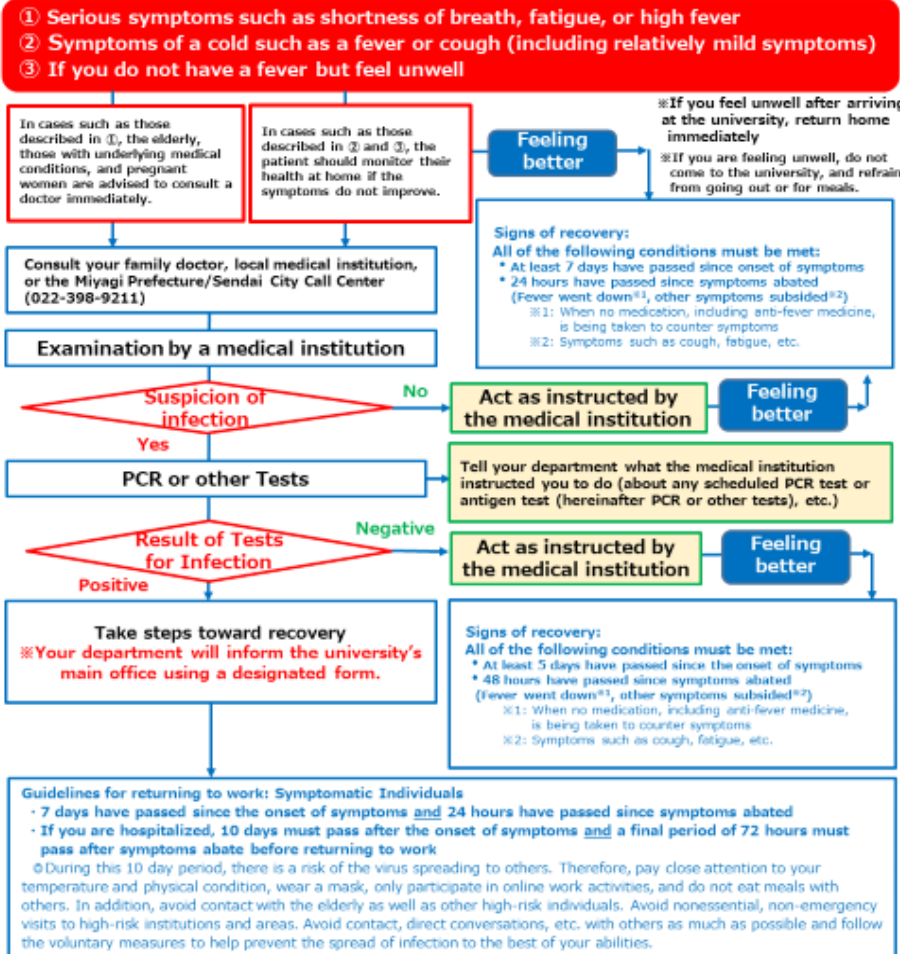 ① Serious symptoms such as shortness of breath, fatigue, or high fever
② Symptoms of a cold such as a fever or cough (including relatively mild symptoms)
③ If you do not have a fever but feel unwell
In cases such as those
described in ①, the elderly,
those with underlying medical
conditions, and pregnant
women are advised to consult a
doctor immediately.
In cases such as those
described in ② and ③, the
patient should monitor their
health at home if the
symptoms do not improve.
Feeling
better
※If you feel unwell after arriving
at the university, return home
immediately
※If you are feeling unwell, do not
come to the university, and refrain
from going out or for meals.
Signs of recovery:
All of the following conditions must be met:
* At least 7 days have passed since onset of symptoms
* 24 hours have passed since symptoms abated
(Fever went down※1, other symptoms subsided※2)
※1: When no medication, including anti-fever medicine,
is being taken to counter symptoms
※2: Symptoms such as cough, fatigue, etc.
Consult your family doctor, local medical institution,
or the Miyagi Prefecture/Sendai City Call Center
(022-398-9211)
Examination by a medical institution
Suspicion of
infection
No
Act as instructed by
the medical institution
Feeling
better
Yes
PCR or other Tests
Tell your department what the medical institution
instructed you to do (about any scheduled PCR test or
antigen test (hereinafter PCR or other tests), etc.)
Result of Tests
for Infection
Negative
Act as instructed by
the medical institution
Feeling
better
Positive
Take steps toward recovery
※Your department will inform the university's
main office using a designated form.
Signs of recovery:
All of the following conditions must be met:
* At least 5 days have passed since the onset of symptoms
* 48 hours have passed since symptoms abated
(Fever went down※1, other symptoms subsided※2)
※1: When no medication, including anti-fever medicine,
is being taken to counter symptoms
※2: Symptoms such as cough, fatigue, etc.
Guidelines for returning to work: Symptomatic Individuals
· 7 days have passed since the onset of symptoms and 24 hours have passed since symptoms abated
· If you are hospitalized, 10 days must pass after the onset of symptoms and a final period of 72 hours must
pass after symptoms abate before returning to work
◎During this 10 day period, there is a risk of the virus spreading to others. Therefore, pay close attention to your
temperature and physical condition, wear a mask, only participate in online work activities, and do not eat meals with
others. In addition, avoid contact with the elderly as well as other high-risk individuals. Avoid nonessential, non-emergency
visits to high-risk institutions and areas. Avoid contact, direct conversations, etc. with others as much as possible and follow
the voluntary measures to help prevent the spread of infection to the best of your abilities.